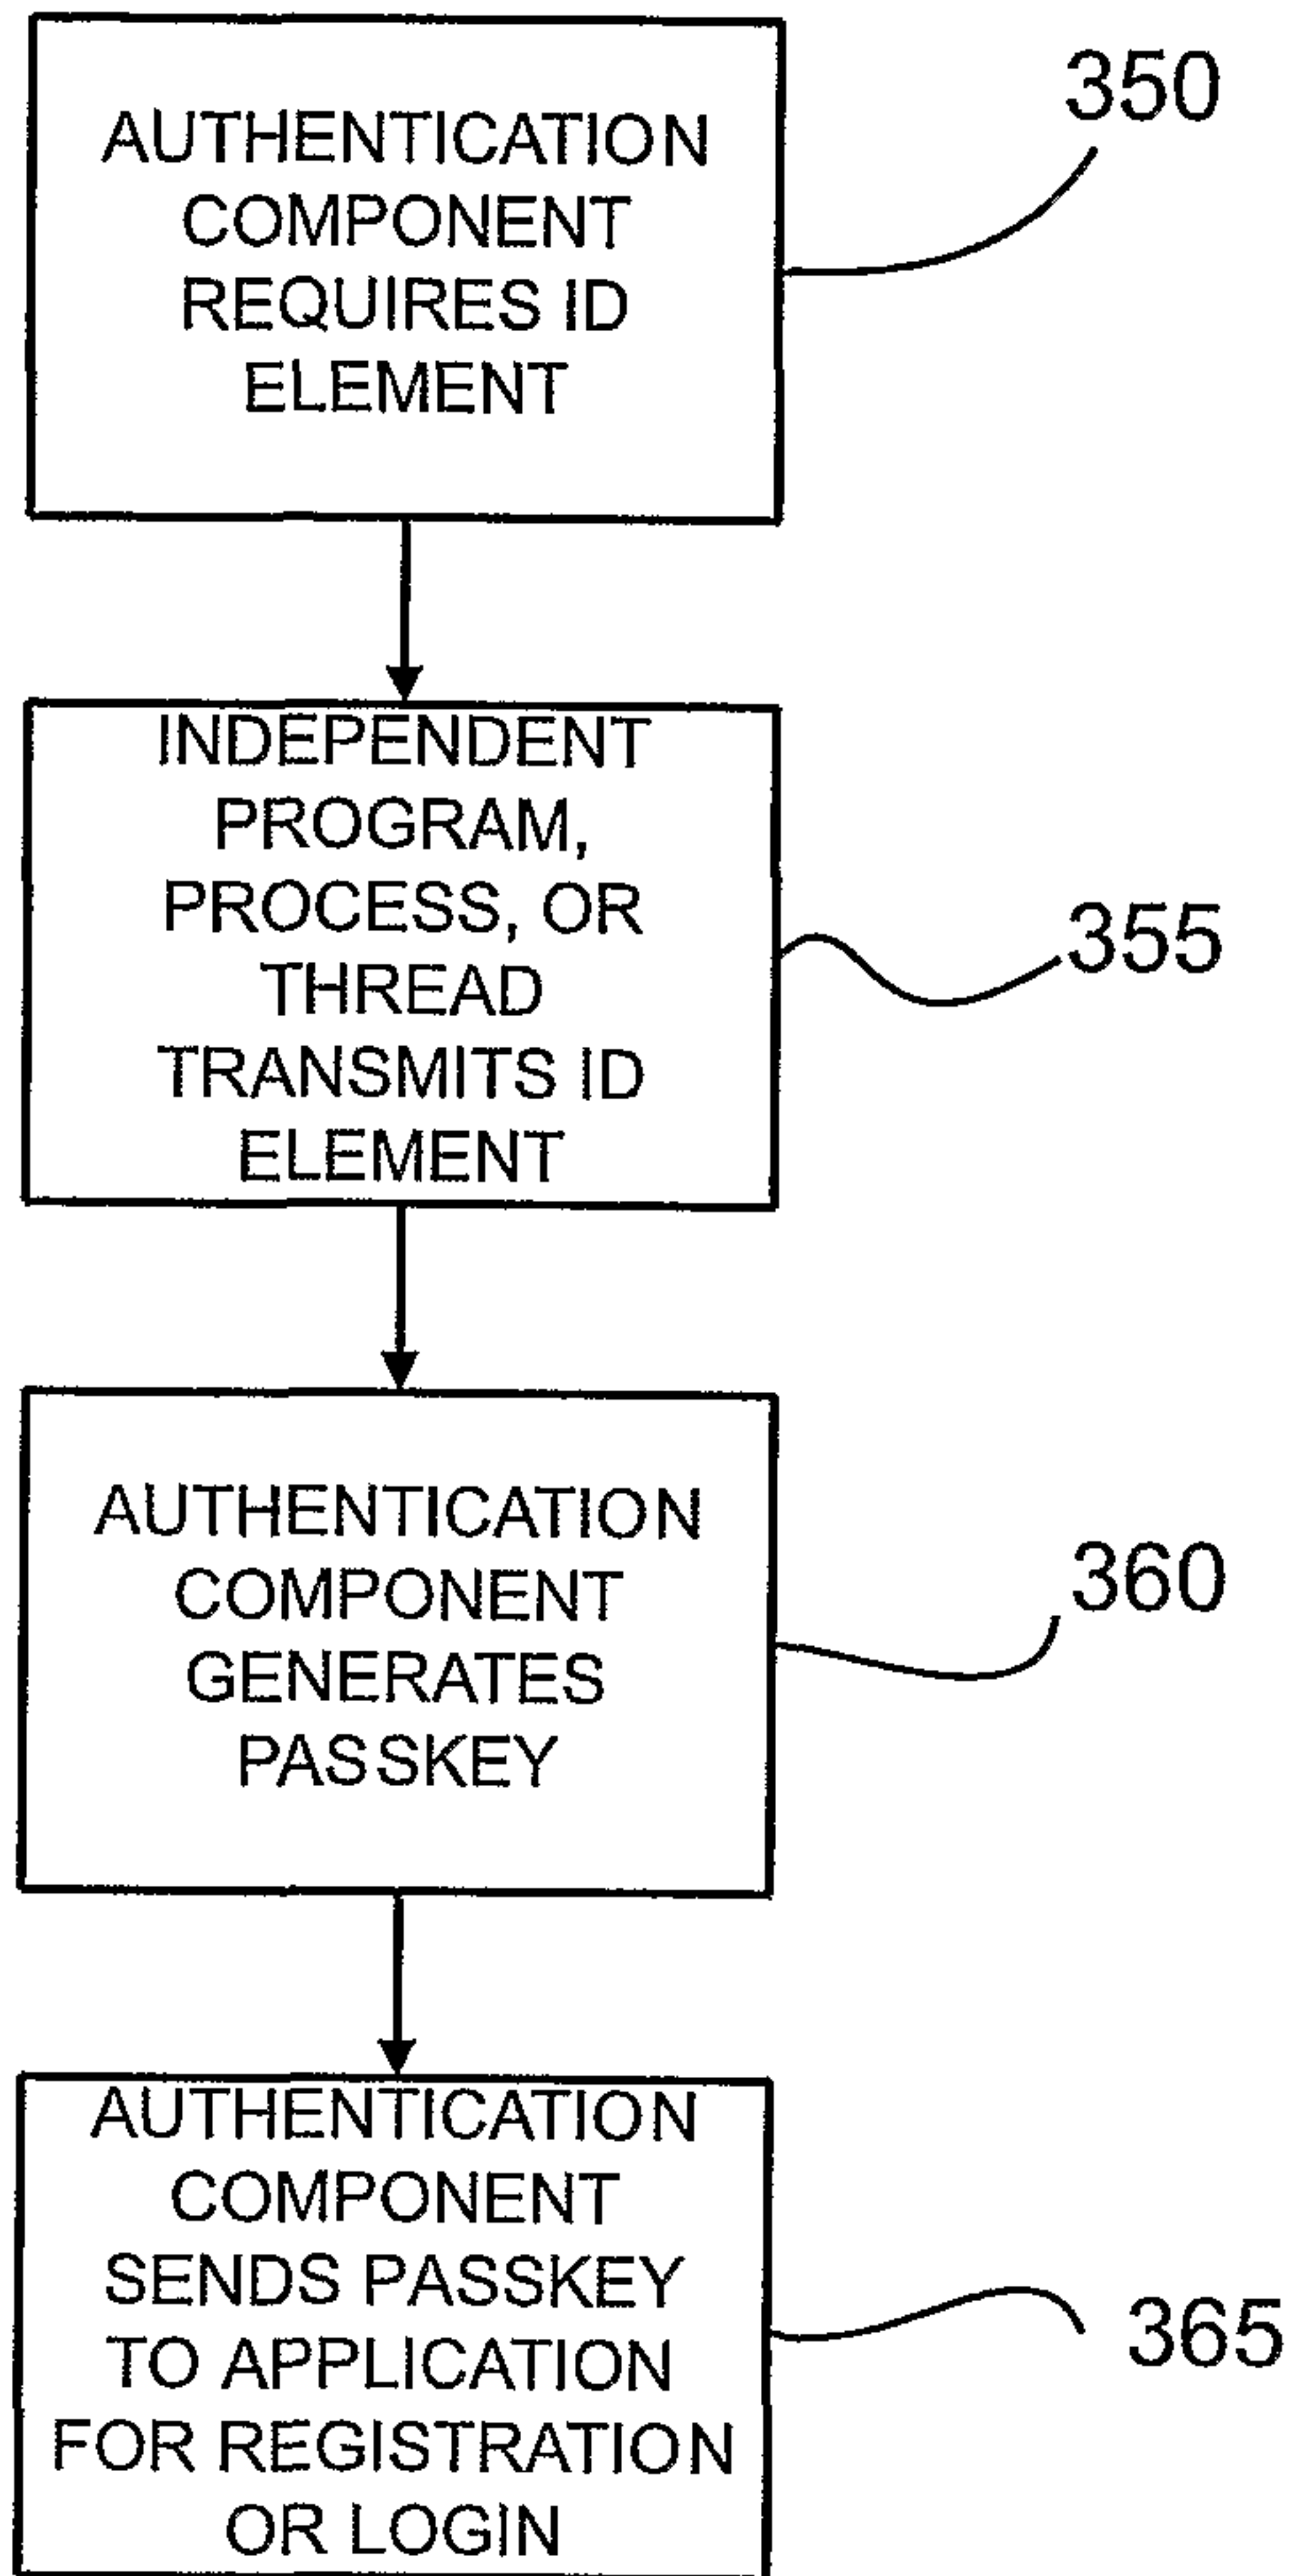 AUTHENTICATION
COMPONENT
REQUIRES ID
ELEMENT
350
INDEPENDENT
PROGRAM,
PROCESS, OR
THREAD
TRANSMITS ID
ELEMENT
355
AUTHENTICATION
COMPONENT
GENERATES
PASSKEY
360
AUTHENTICATION
COMPONENT
SENDS PASSKEY
TO APPLICATION
FOR REGISTRATION
OR LOGIN
365